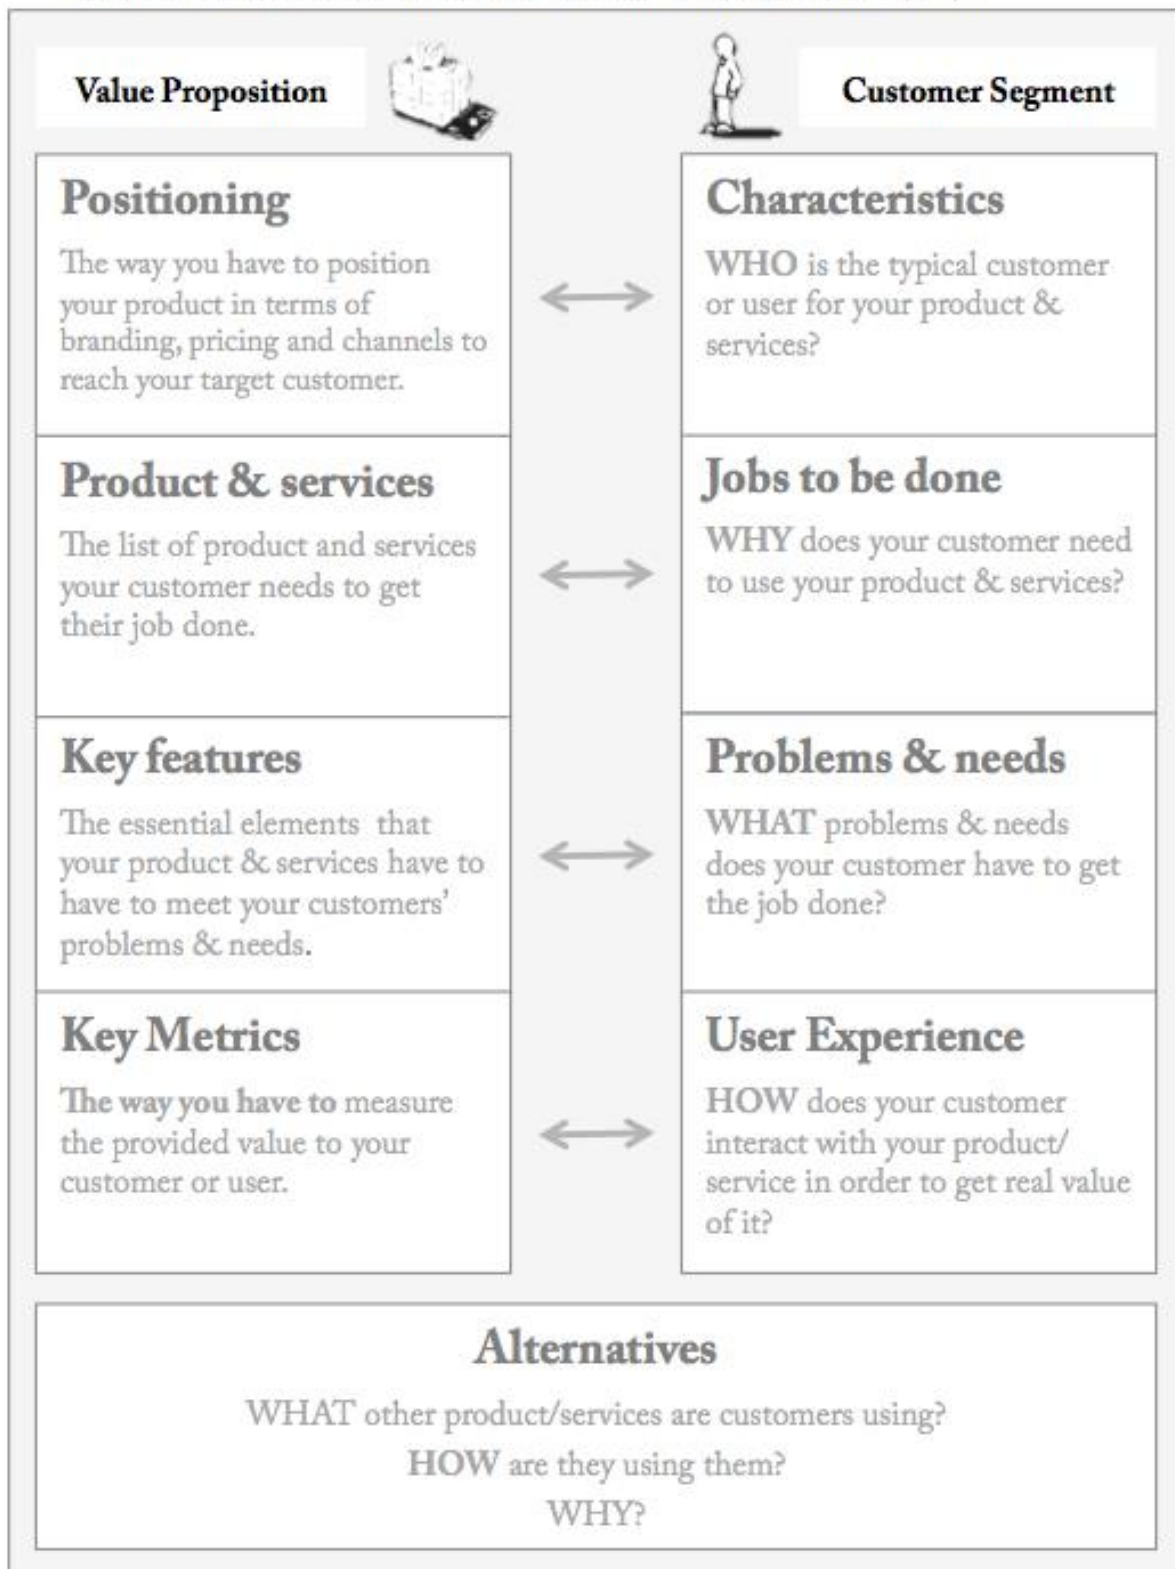 Value Proposition
Customer Segment
Positioning
The way you have to position
your product in terms of
branding, pricing and channels to
reach your target customer.
Characteristics
WHO is the typical customer
or user for your product &
services?
Product & services
The list of product and services
your customer needs to get
their job done.
Jobs to be done
WHY does your customer need
to use your product & services?
Key features
The essential elements that
your product & services have to
have to meet your customers'
problems & needs.
Problems & needs
WHAT problems & needs
does your customer have to get
the job done?
Key Metrics
The way you have to measure
the provided value to your
customer or user.
User Experience
HOW does your customer
interact with your product/
service in order to get real value
of it?
Alternatives
WHAT other product/services are customers using?
HOW are they using them?
WHY?